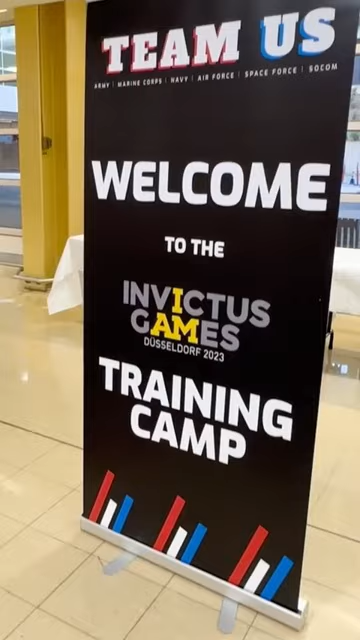 TEAM US
ARMY | MARINE CORPS | NAVY | AIR FORCE | SPACE FORCE | SOCOM
WELCOME
TO THE
INVICTUS
GAMES
DÜSSELDORF 2023
TRAINING
CAMP